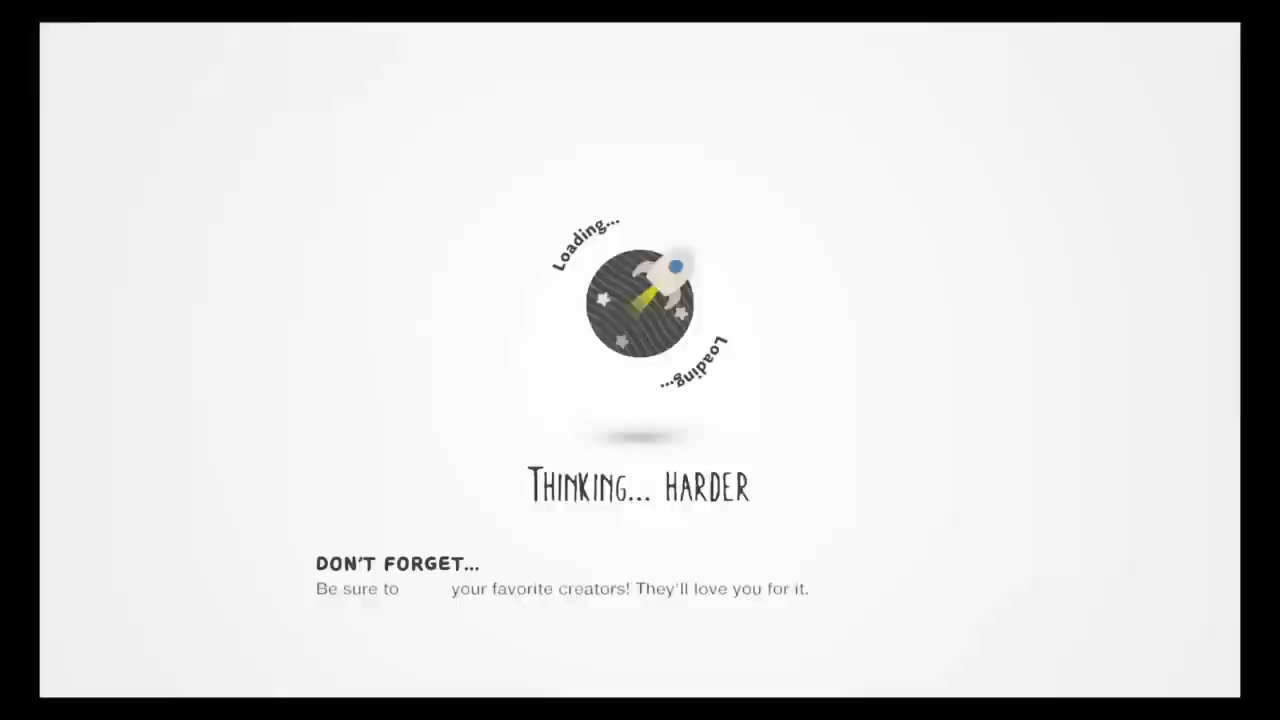 Loading...
Loading...
THINKING... HARDER
DON'T FORGET...
Be sure to your favorite creators! They'll love you for it.